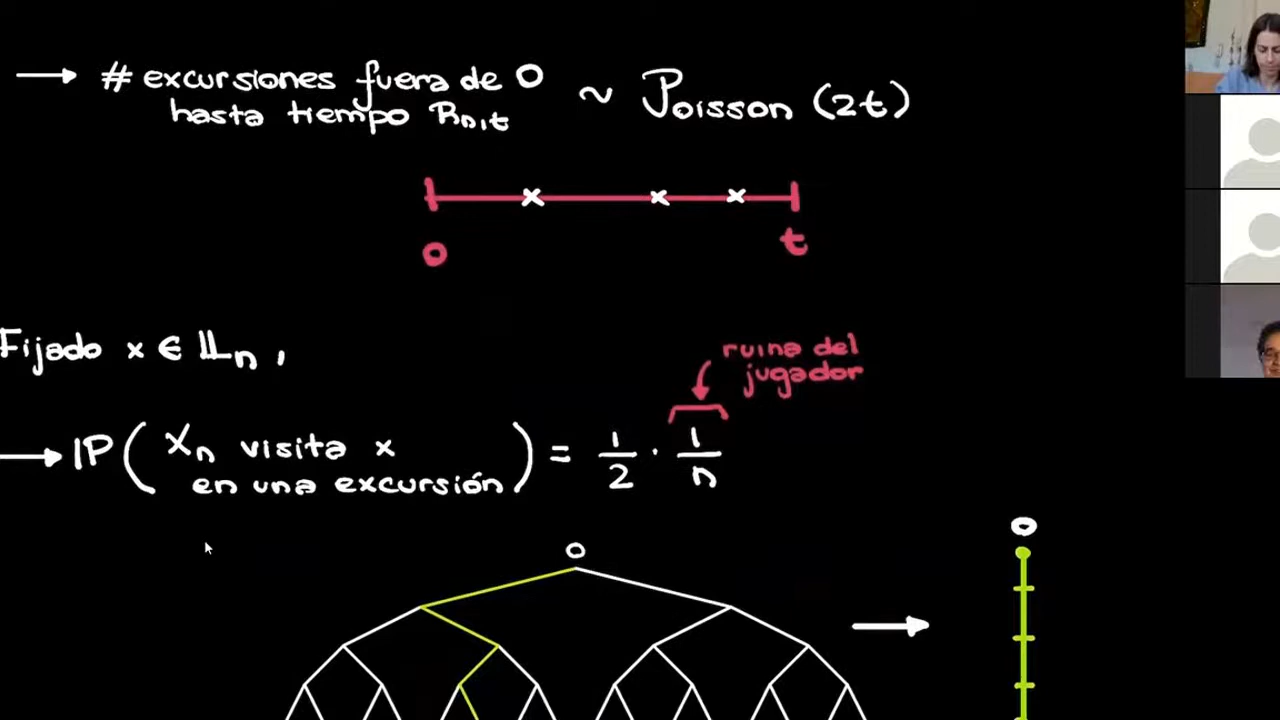 → # excursiones fuera de 0
hasta tiempo Rn,t ~ Poisson (2t)
0 t
Fijado x ∈ 𝕃n,
ruina del
jugador
→ IP( Xn visita x
en una excursión ) = 1/2 · 1/n
0
0